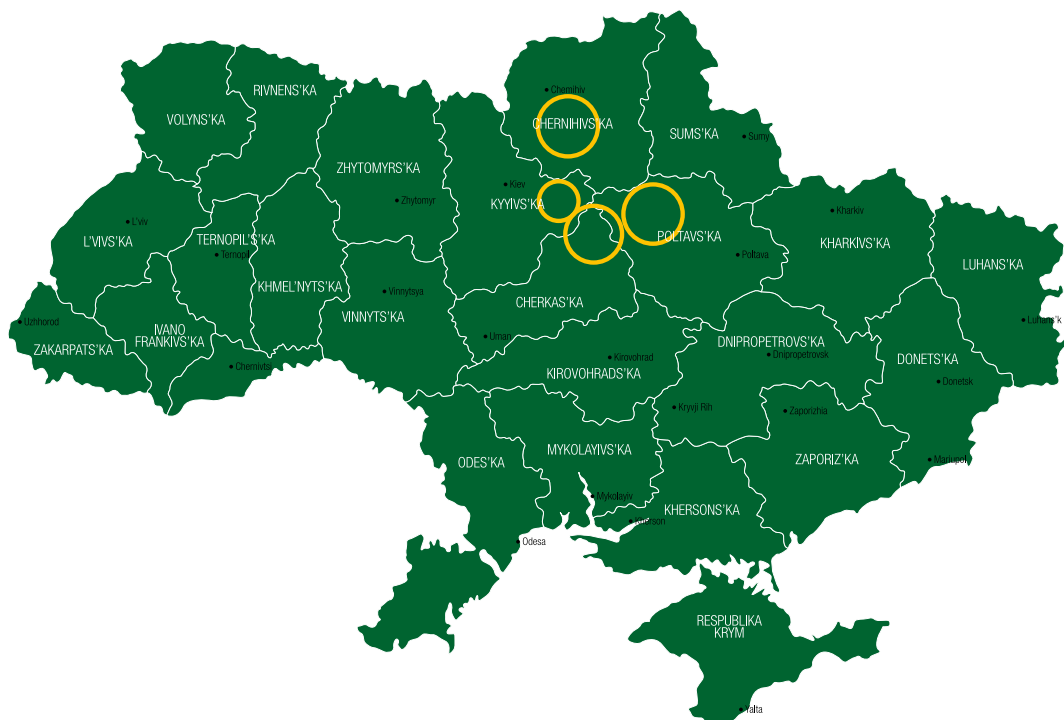 RIVNENS'KA
Chernihiv
VOLYNS'KA
CHERNIHIVS'KA
SUMS'KA
Sumy
ZHYTOMYRS'KA
Kiev
KYYIVS'KA
Zhytomyr
Kharkiv
L'viv
L'VIVS'KA
TERNOPIL'S'KA
Ternopil
POLTAVS'KA
Poltava
KHARKIVS'KA
LUHANS'KA
KHMEL'NYTS'KA
Vinnytsya
VINNYTS'KA
CHERKAS'KA
Uzhhorod
ZAKARPATS'KA
IVANO
FRANKIVS'KA
Chernivtsi
Uman
Kirovohrad
KIROVOHRADS'KA
DNIPROPETROVS'KA
Dnipropetrovsk
Luhans'k
DONETS'KA
Donetsk
Kryvji Rih
Zaporizhia
ODES'KA
MYKOLAYIVS'KA
ZAPORIZ'KA
Mariupol
Mykolayiv
KHERSONS'KA
Kherson
Odesa
RESPUBLIKA
KRYM
Yalta